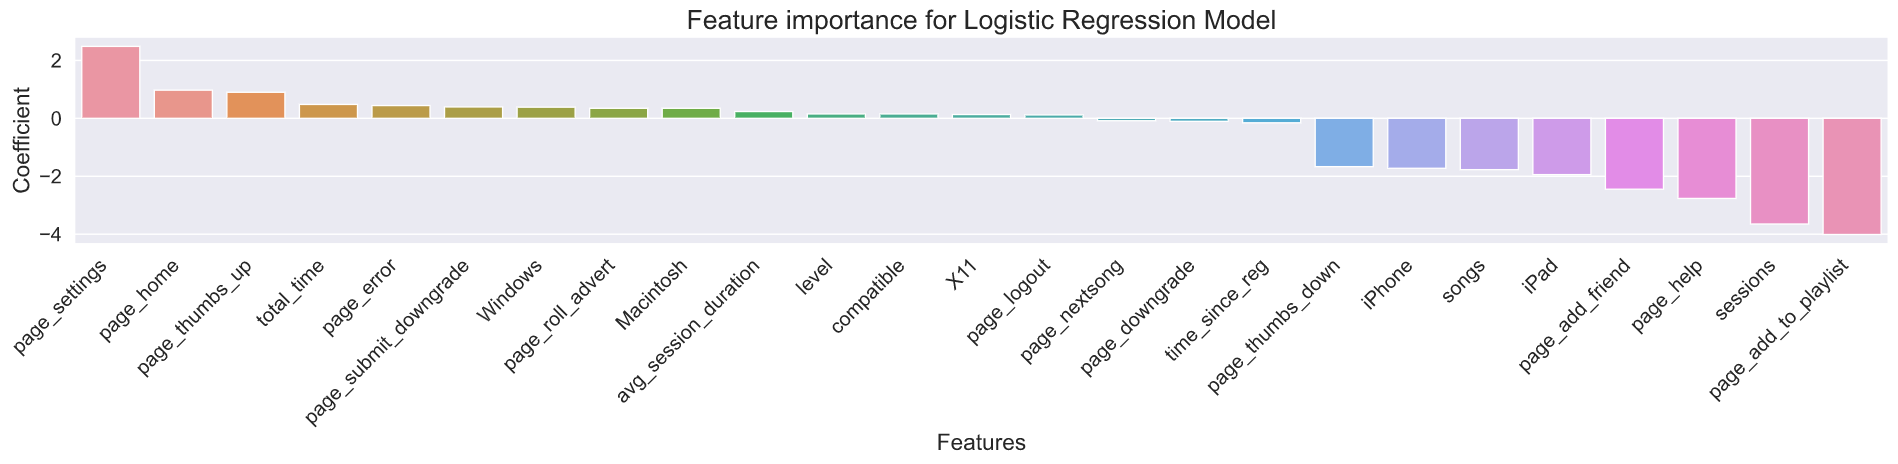 Feature importance for Logistic Regression Model
Coefficient
2
0
−2
−4
page_settings
page_home
page_thumbs_up
total_time
page_error
page_submit_downgrade
Windows
page_roll_advert
Macintosh
avg_session_duration
level
compatible
X11
page_logout
page_nextsong
page_downgrade
time_since_reg
page_thumbs_down
iPhone
songs
iPad
page_add_friend
page_help
sessions
page_add_to_playlist
Features